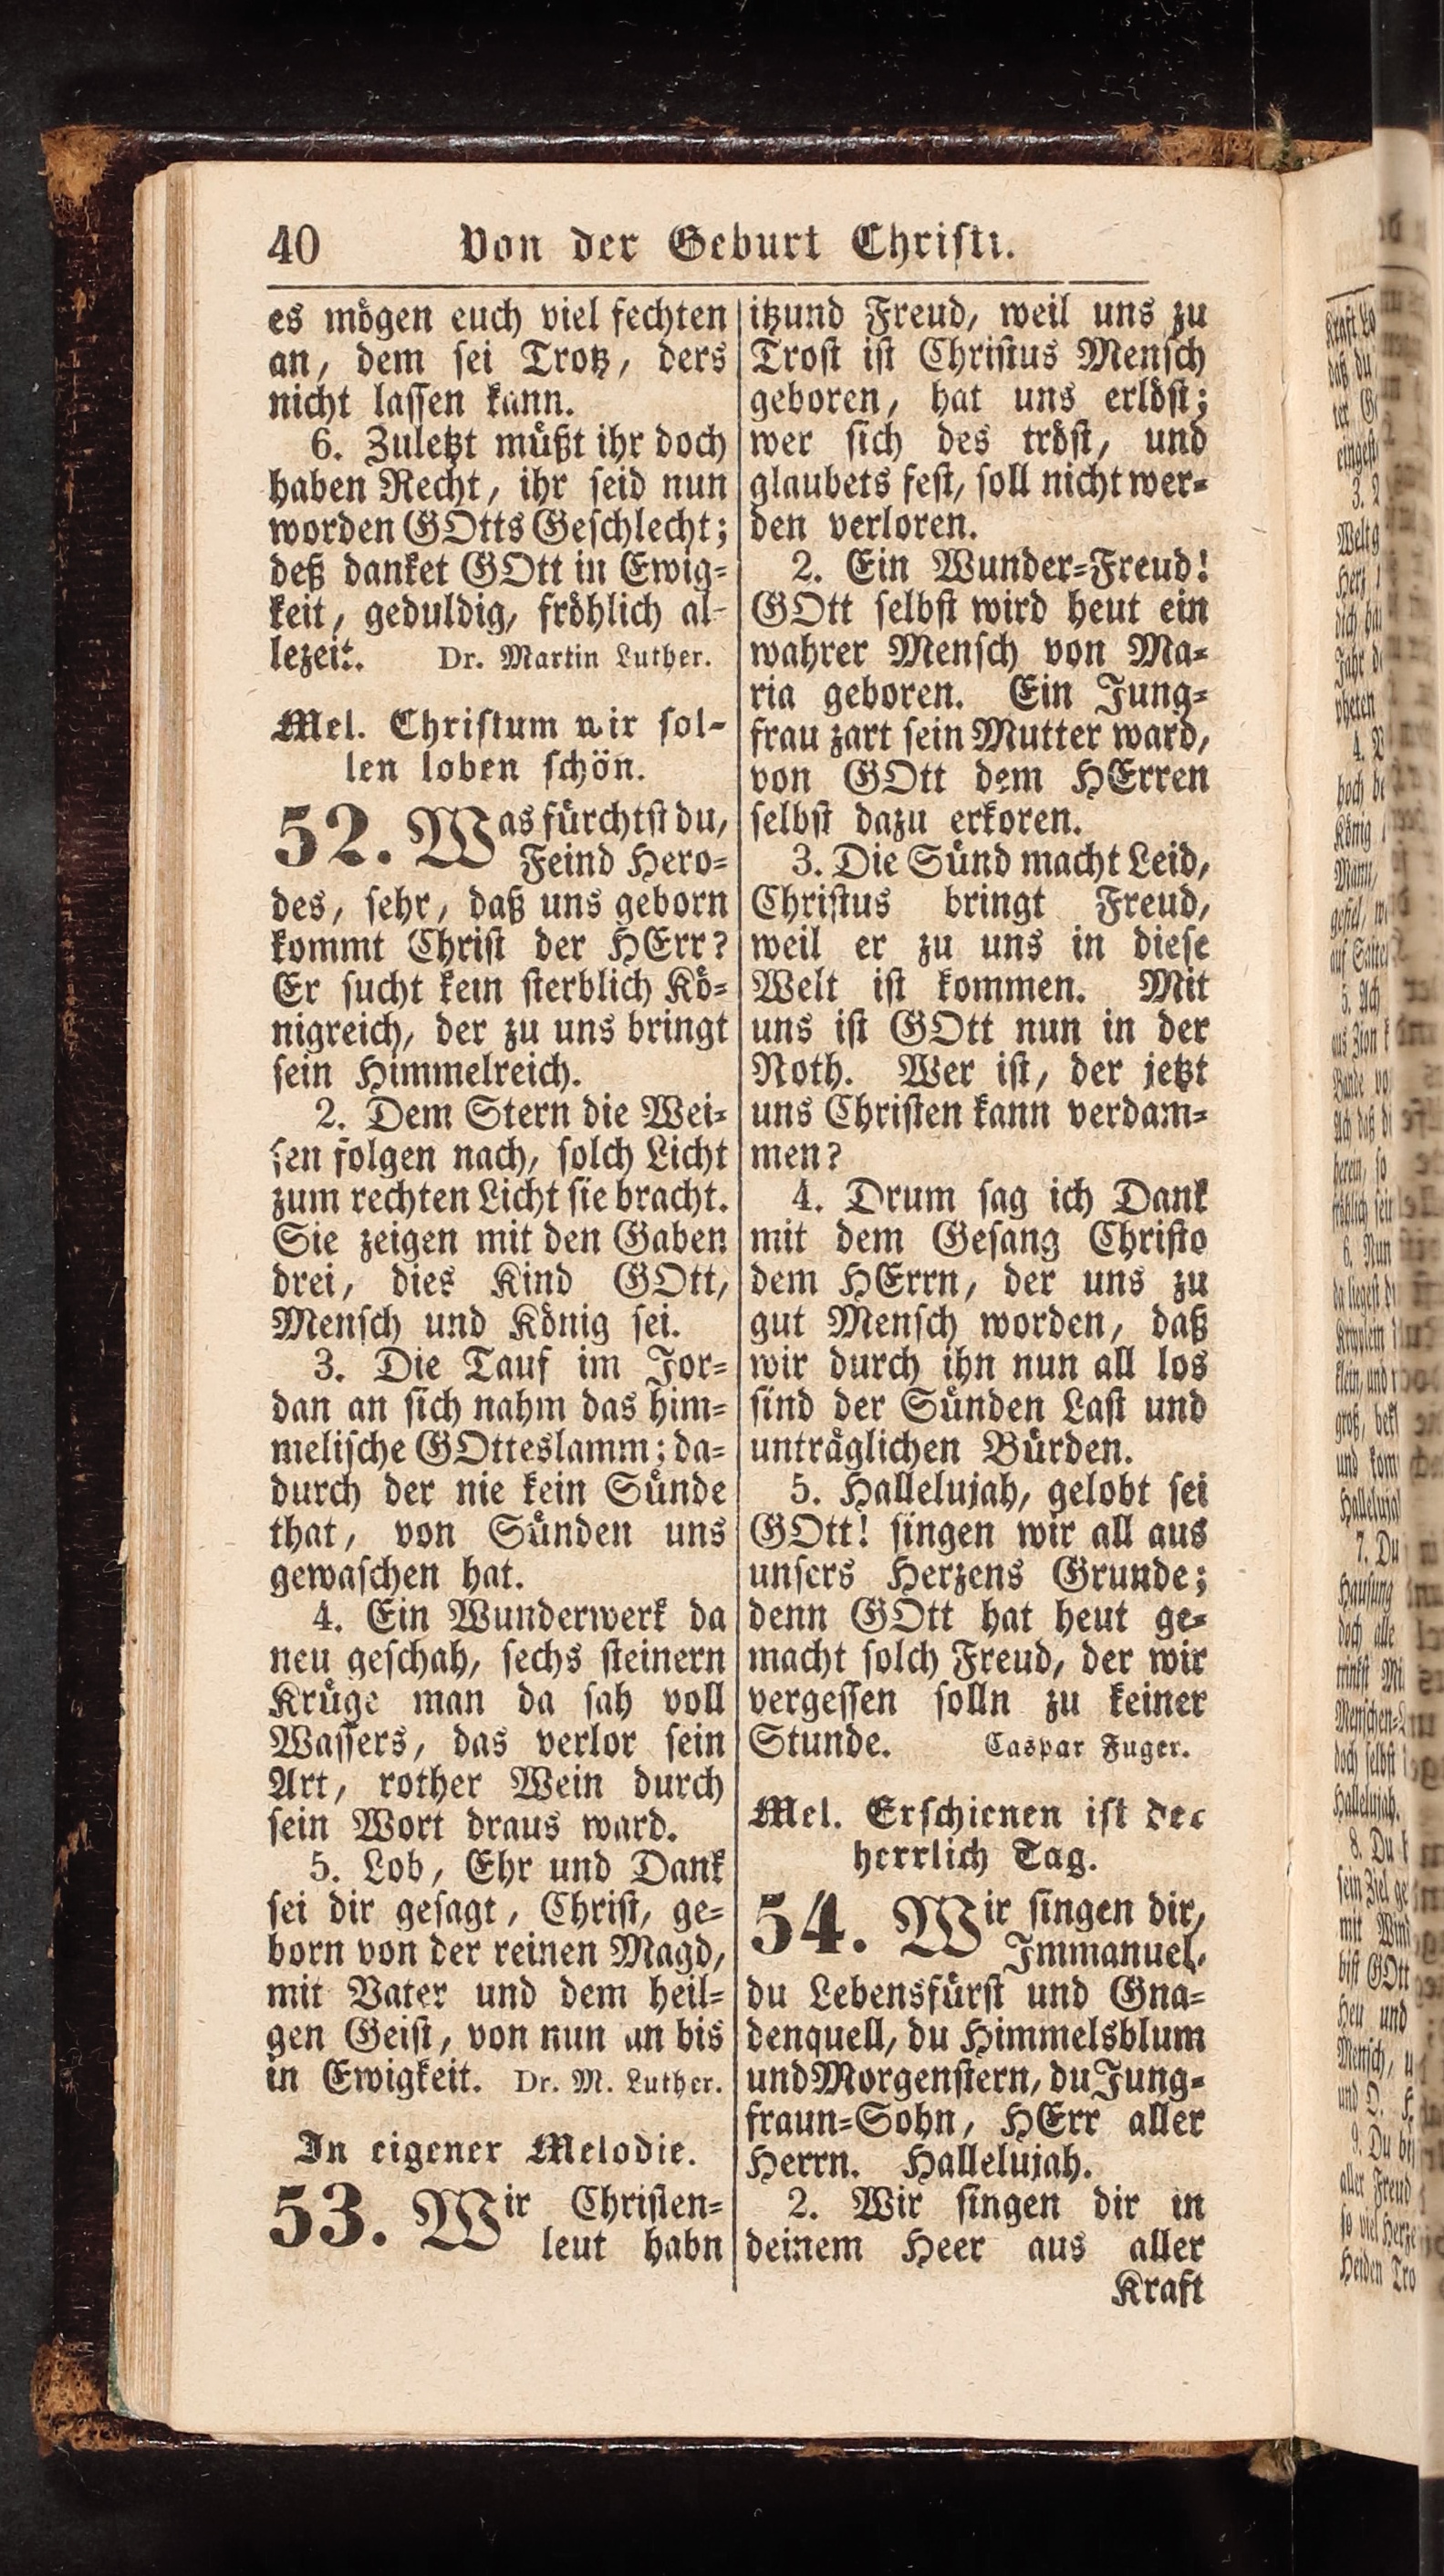 40 Von der Geburt Christi.
es mögen euch viel fechten
an, dem sei Trotz, ders
nicht lassen kann.
6. Zuletzt müßt ihr doch
haben Recht, ihr seid nun
worden GOtts Geschlecht;
deß danket GOtt in Ewig-
keit, geduldig, fröhlich al-
lezeit. Dr. Martin Luther.
Mel. Christum wir sol-
len loben schön.
52. Was fürchtst du,
Feind Hero-
des, sehr, daß uns geborn
kommt Christ der HErr?
Er sucht kein sterblich Kö-
nigreich, der zu uns bringt
sein Himmelreich.
2. Dem Stern die Wei-
sen folgen nach, solch Licht
zum rechten Licht sie bracht.
Sie zeigen mit den Gaben
drei, dies Kind GOtt,
Mensch und König sei.
3. Die Tauf im Jor-
dan an sich nahm das him-
melische GOtteslamm; da-
durch der nie kein Sünde
that, von Sünden uns
gewaschen hat.
4. Ein Wunderwerk da
neu geschah, sechs steinern
Krüge man da sah voll
Wassers, das verlor sein
Art, rother Wein durch
sein Wort draus ward.
5. Lob, Ehr und Dank
sei dir gesagt, Christ, ge-
born von der reinen Magd,
mit Vater und dem heil-
gen Geist, von nun an bis
in Ewigkeit. Dr. M. Luther.
In eigener Melodie.
53. Wir Christen-
leut habn
itzund Freud, weil uns zu
Trost ist Christus Mensch
geboren, hat uns erlöst;
wer sich des tröst, und
glaubets fest, soll nicht wer-
den verloren.
2. Ein Wunder-Freud!
GOtt selbst wird heut ein
wahrer Mensch von Ma-
ria geboren. Ein Jung-
frau zart sein Mutter ward,
von GOtt dem HErren
selbst dazu erkoren.
3. Die Sünd macht Leid,
Christus bringt Freud,
weil er zu uns in diese
Welt ist kommen. Mit
uns ist GOtt nun in der
Noth. Wer ist, der jetzt
uns Christen kann verdam-
men?
4. Drum sag ich Dank
mit dem Gesang Christo
dem HErrn, der uns zu
gut Mensch worden, daß
wir durch ihn nun all los
sind der Sünden Last und
unträglichen Bürden.
5. Hallelujah, gelobt sei
GOtt! singen wir all aus
unsers Herzens Grunde;
denn GOtt hat heut ge-
macht solch Freud, der wir
vergessen solln zu keiner
Stunde. Caspar Fuger.
Mel. Erschienen ist der
herrlich Tag.
54. Wir singen dir,
Immanuel,
du Lebensfürst und Gna-
denquell, du Himmelsblum
und Morgenstern, du Jung-
fraun-Sohn, HErr aller
Herrn. Hallelujah.
2. Wir singen dir in
deinem Heer aus aller
Kraft